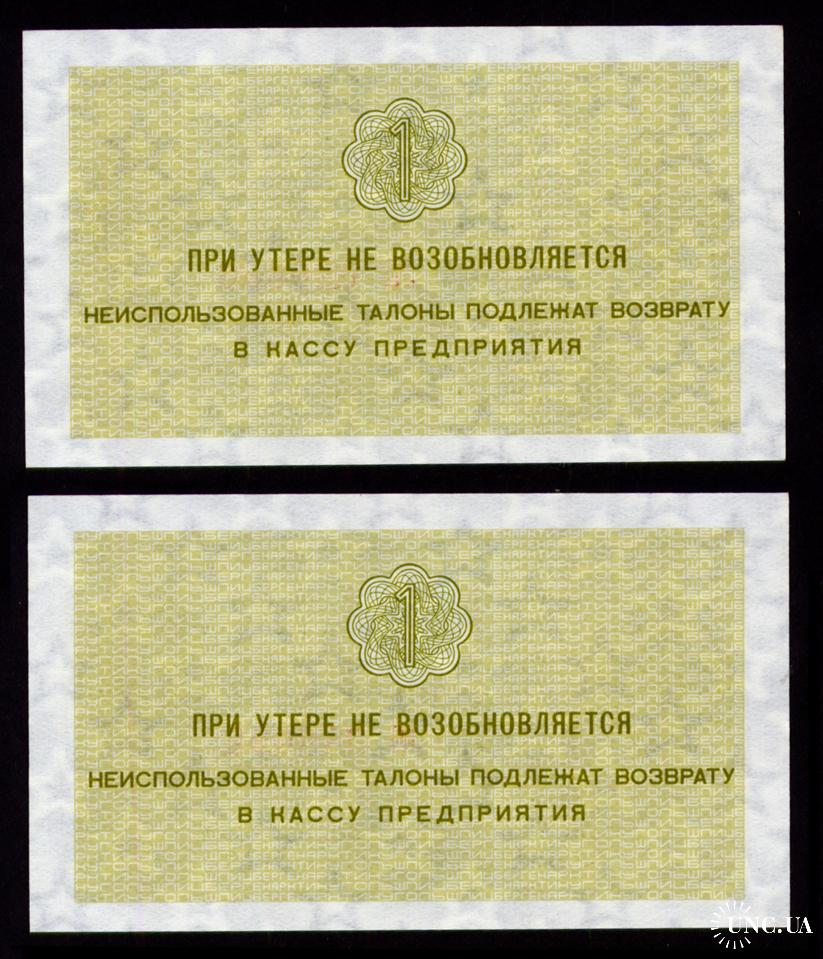 1
ПРИ УТЕРЕ НЕ ВОЗОБНОВЛЯЕТСЯ
НЕИСПОЛЬЗОВАННЫЕ ТАЛОНЫ ПОДЛЕЖАТ ВОЗВРАТУ
В КАССУ ПРЕДПРИЯТИЯ
1
ПРИ УТЕРЕ НЕ ВОЗОБНОВЛЯЕТСЯ
НЕИСПОЛЬЗОВАННЫЕ ТАЛОНЫ ПОДЛЕЖАТ ВОЗВРАТУ
В КАССУ ПРЕДПРИЯТИЯ
UNC.UA